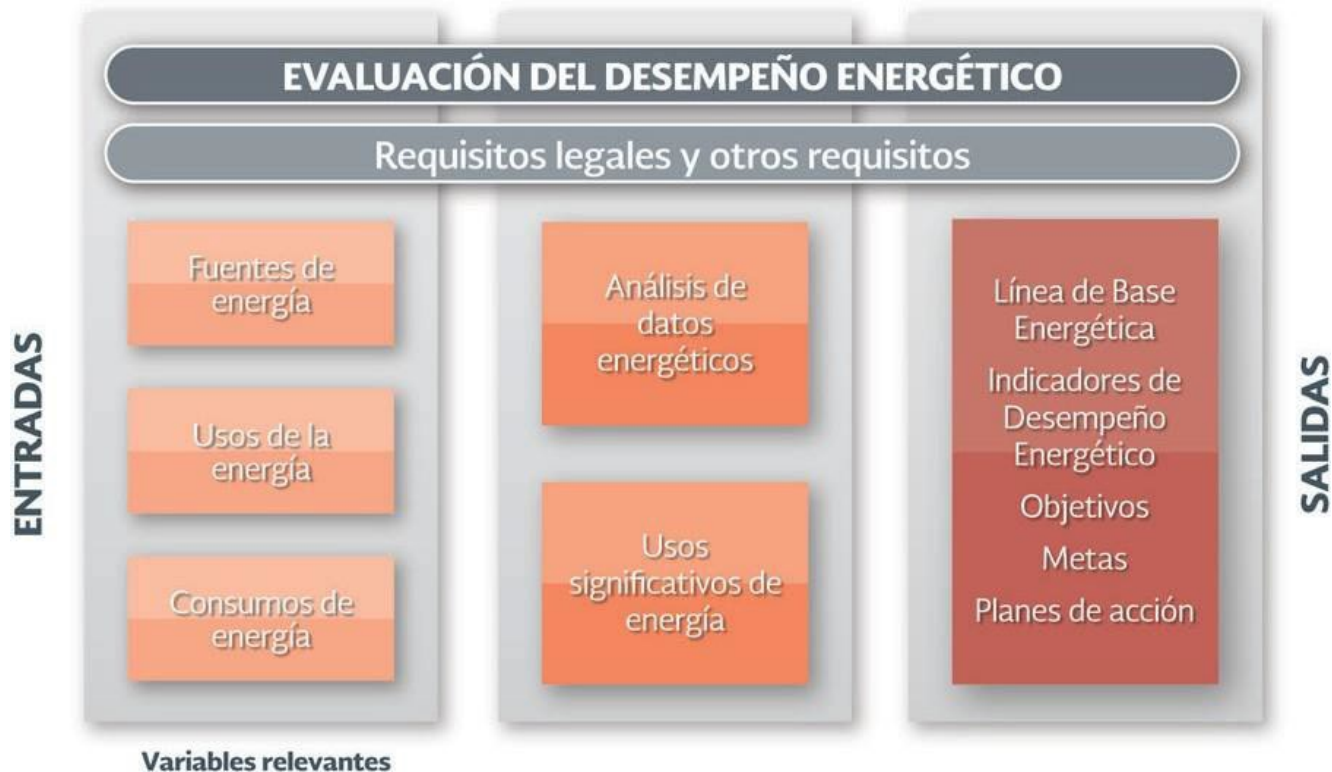 EVALUACIÓN DEL DESEMPEÑO ENERGÉTICO
Requisitos legales y otros requisitos
ENTRADAS
Fuentes de
energía
Usos de la
energía
Consumos de
energía
Variables relevantes
Análisis de
datos
energéticos
Usos
significativos de
energía
Línea de Base
Energética
Indicadores de
Desempeño
Energético
Objetivos
Metas
Planes de acción
SALIDAS